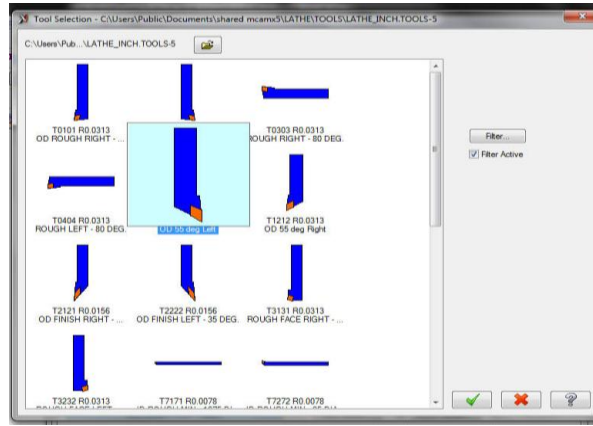 Tool Selection - C:\Users\Public\Documents\shared mcamx5\LATHE\TOOLS\LATHE_INCH.TOOLS-5
C:\Users\Pub...\LATHE_INCH.TOOLS-5
T0101 R0.0313
OD ROUGH RIGHT - ...
T0303 R0.0313
ROUGH RIGHT - 80 DEG.
Filter...
Filter Active
T0404 R0.0313
ROUGH LEFT - 80 DEG.
OD 55 deg Left
T1212 R0.0313
OD 55 deg Right
T2121 R0.0156
OD FINISH RIGHT - ...
T2222 R0.0156
OD FINISH LEFT - 35 DEG.
T3131 R0.0313
ROUGH FACE RIGHT - ...
T3232 R0.0313
T7171 R0.0078
T7272 R0.0078